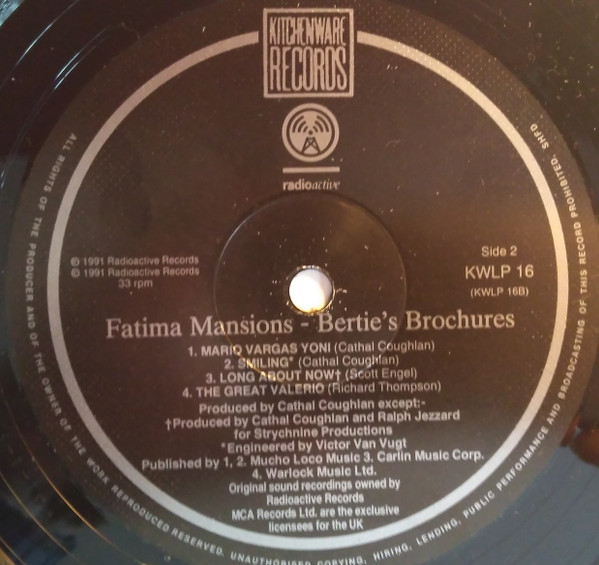 KITCHENWARE
RECORDS
radioactive
℗ 1991 Radioactive Records
© 1991 Radioactive Records
33 rpm
Side 2
KWLP 16
(KWLP 16B)
Fatima Mansions - Bertie's Brochures
1. MARIO VARGAS YONI (Cathal Coughlan)
2. SMILING* (Cathal Coughlan)
3. LONG ABOUT NOW† (Scott Engel)
4. THE GREAT VALERIO (Richard Thompson)
Produced by Cathal Coughlan except:-
†Produced by Cathal Coughlan and Ralph Jezzard
for Strychnine Productions
*Engineered by Victor Van Vugt
Published by 1, 2. Mucho Loco Music 3. Carlin Music Corp.
4. Warlock Music Ltd.
Original sound recordings owned by
Radioactive Records
MCA Records Ltd. are the exclusive
licensees for the UK
ALL RIGHTS OF THE PRODUCER AND OF THE OWNER OF THE WORK REPRODUCED RESERVED. UNAUTHORISED COPYING, HIRING, LENDING, PUBLIC PERFORMANCE AND BROADCASTING OF THIS RECORD PROHIBITED. SHFD